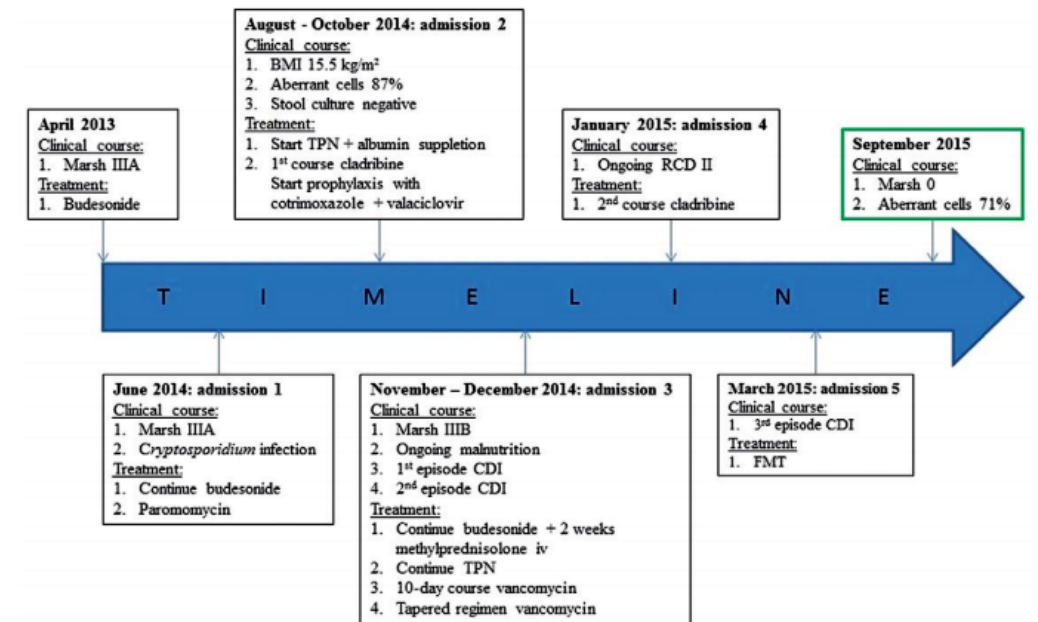 August - October 2014: admission 2
Clinical course:
1. BMI 15.5 kg/m²
2. Aberrant cells 87%
3. Stool culture negative
Treatment:
1. Start TPN + albumin suppletion
2. 1st course cladribine
Start prophylaxis with
cotrimoxazole + valaciclovir
April 2013
Clinical course:
1. Marsh IIIA
Treatment:
1. Budesonide
January 2015: admission 4
Clinical course:
1. Ongoing RCD II
Treatment:
1. 2nd course cladribine
September 2015
Clinical course:
1. Marsh 0
2. Aberrant cells 71%
T I M E L I N E
June 2014: admission 1
Clinical course:
1. Marsh IIIA
2. Cryptosporidium infection
Treatment:
1. Continue budesonide
2. Paromomycin
November – December 2014: admission 3
Clinical course:
1. Marsh IIIB
2. Ongoing malnutrition
3. 1st episode CDI
4. 2nd episode CDI
Treatment:
1. Continue budesonide + 2 weeks
methylprednisolone iv
2. Continue TPN
3. 10-day course vancomycin
4. Tapered regimen vancomycin
March 2015: admission 5
Clinical course:
1. 3rd episode CDI
Treatment:
1. FMT